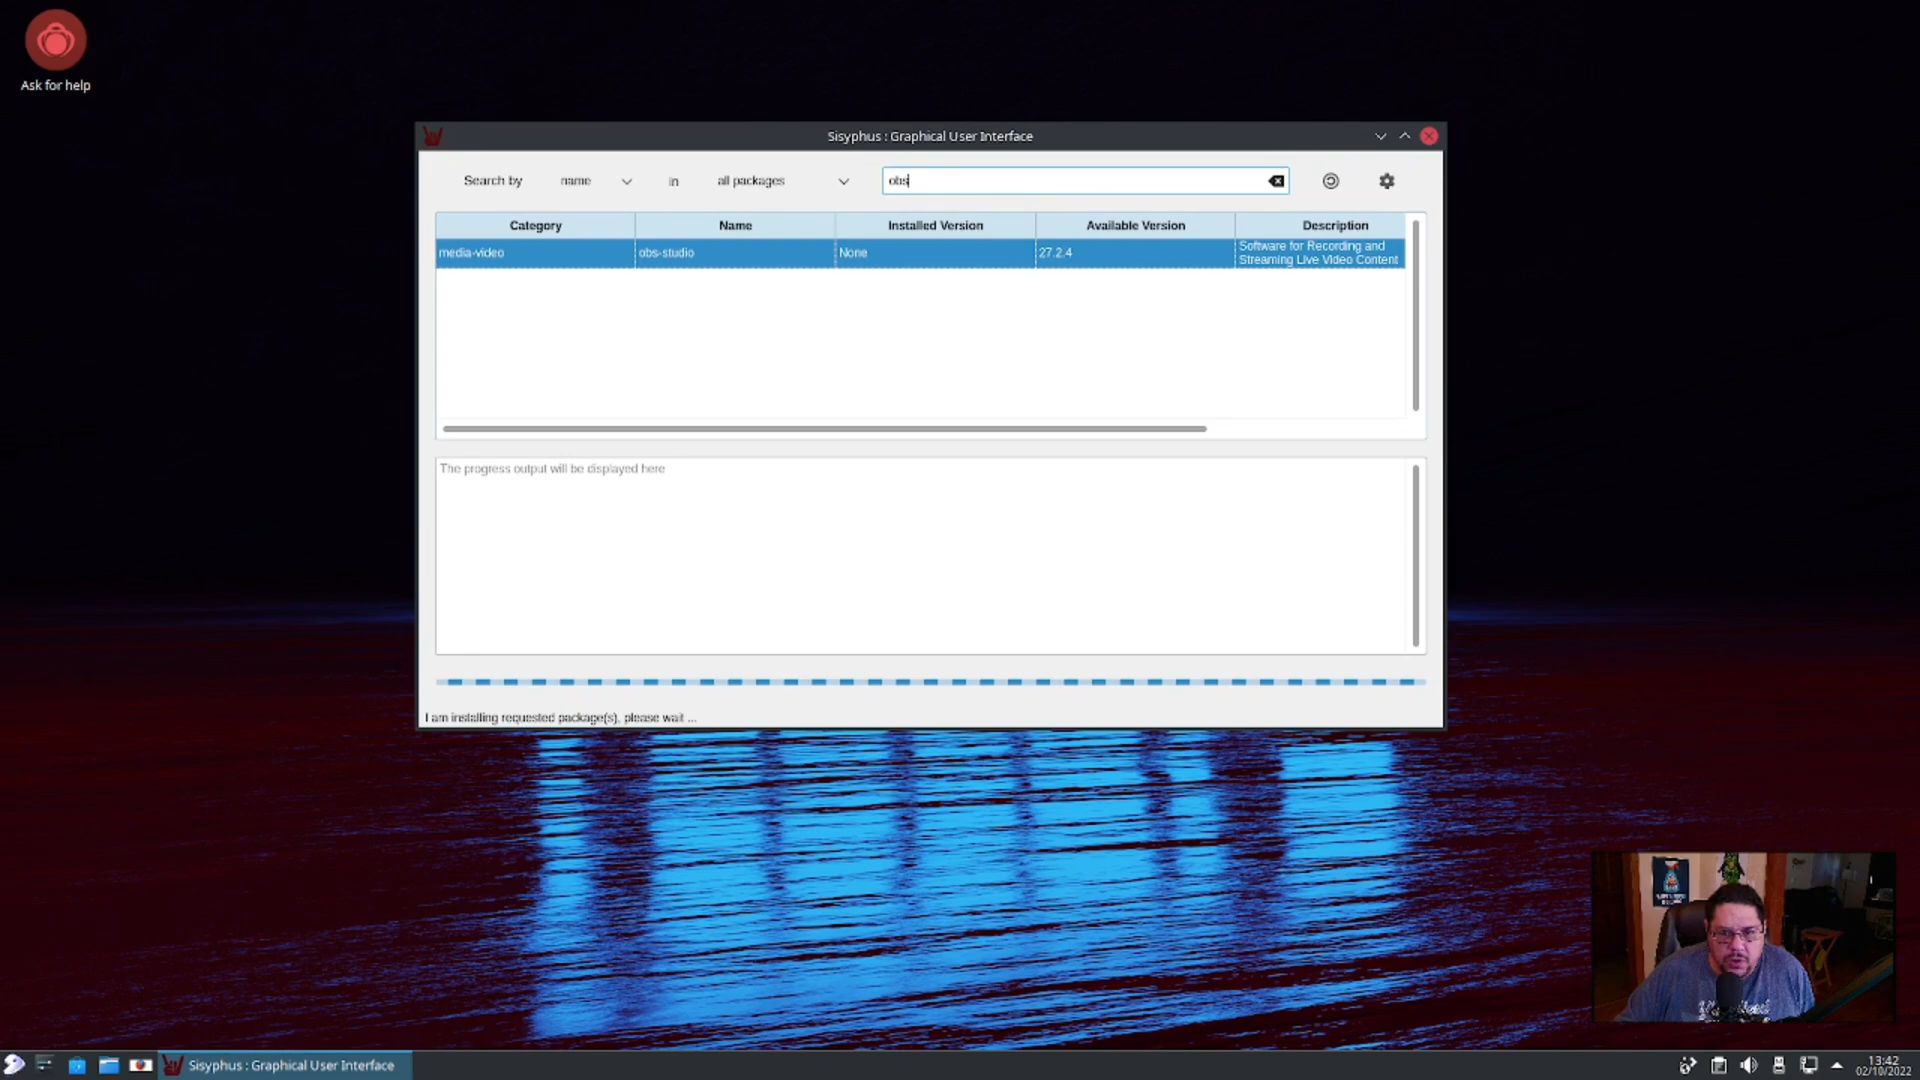 Ask for help
Sisyphus : Graphical User Interface
Search by name in all packages obs
Category Name Installed Version Available Version Description
media-video obs-studio None 27.2.4 Software for Recording and
Streaming Live Video Content
The progress output will be displayed here
I am installing requested package(s), please wait ...
Sisyphus : Graphical User Interface
13:42
02/10/2022